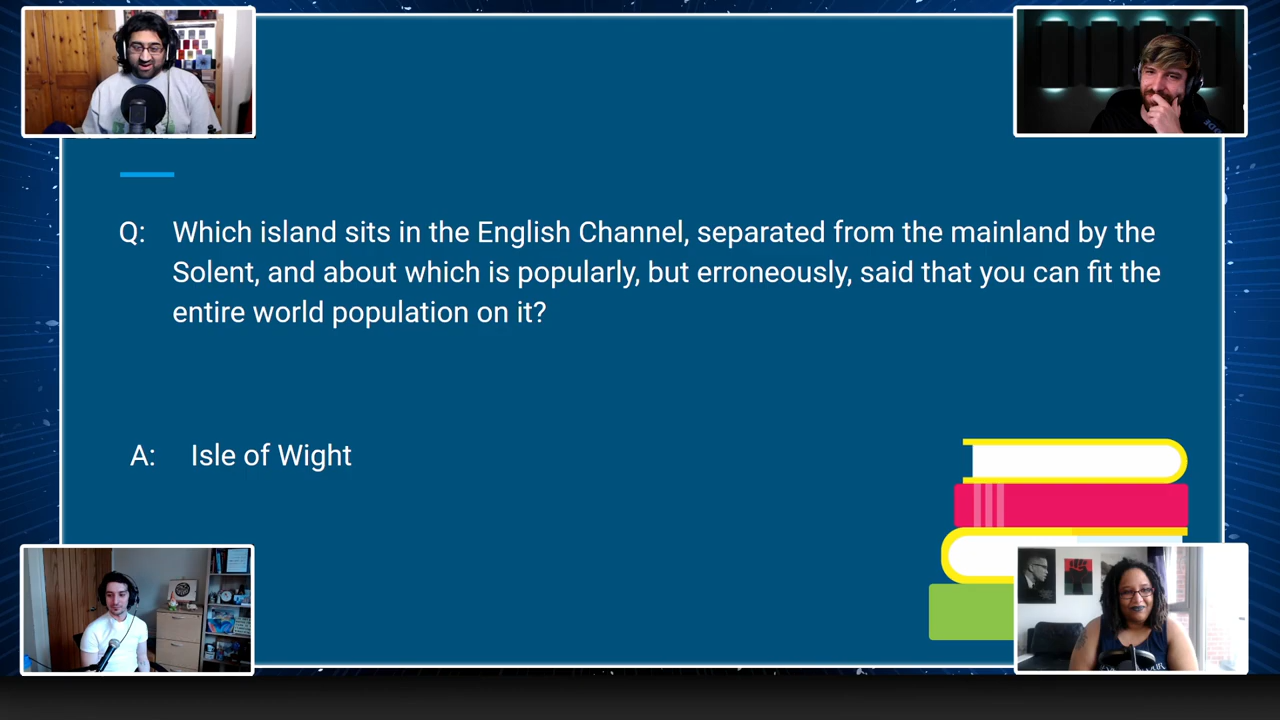 Q: Which island sits in the English Channel, separated from the mainland by the
Solent, and about which is popularly, but erroneously, said that you can fit the
entire world population on it?
A: Isle of Wight